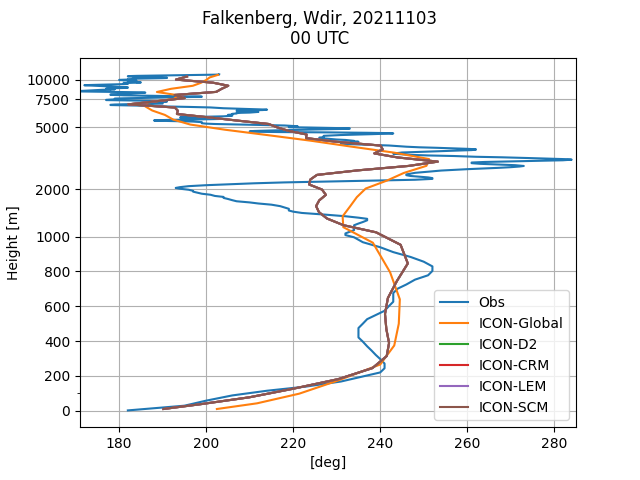 Falkenberg, Wdir, 20211103
00 UTC
10000
7500
5000
2000
1000
800
600
400
200
0
Height [m]
180
200
220
240
260
280
[deg]
Obs
ICON-Global
ICON-D2
ICON-CRM
ICON-LEM
ICON-SCM